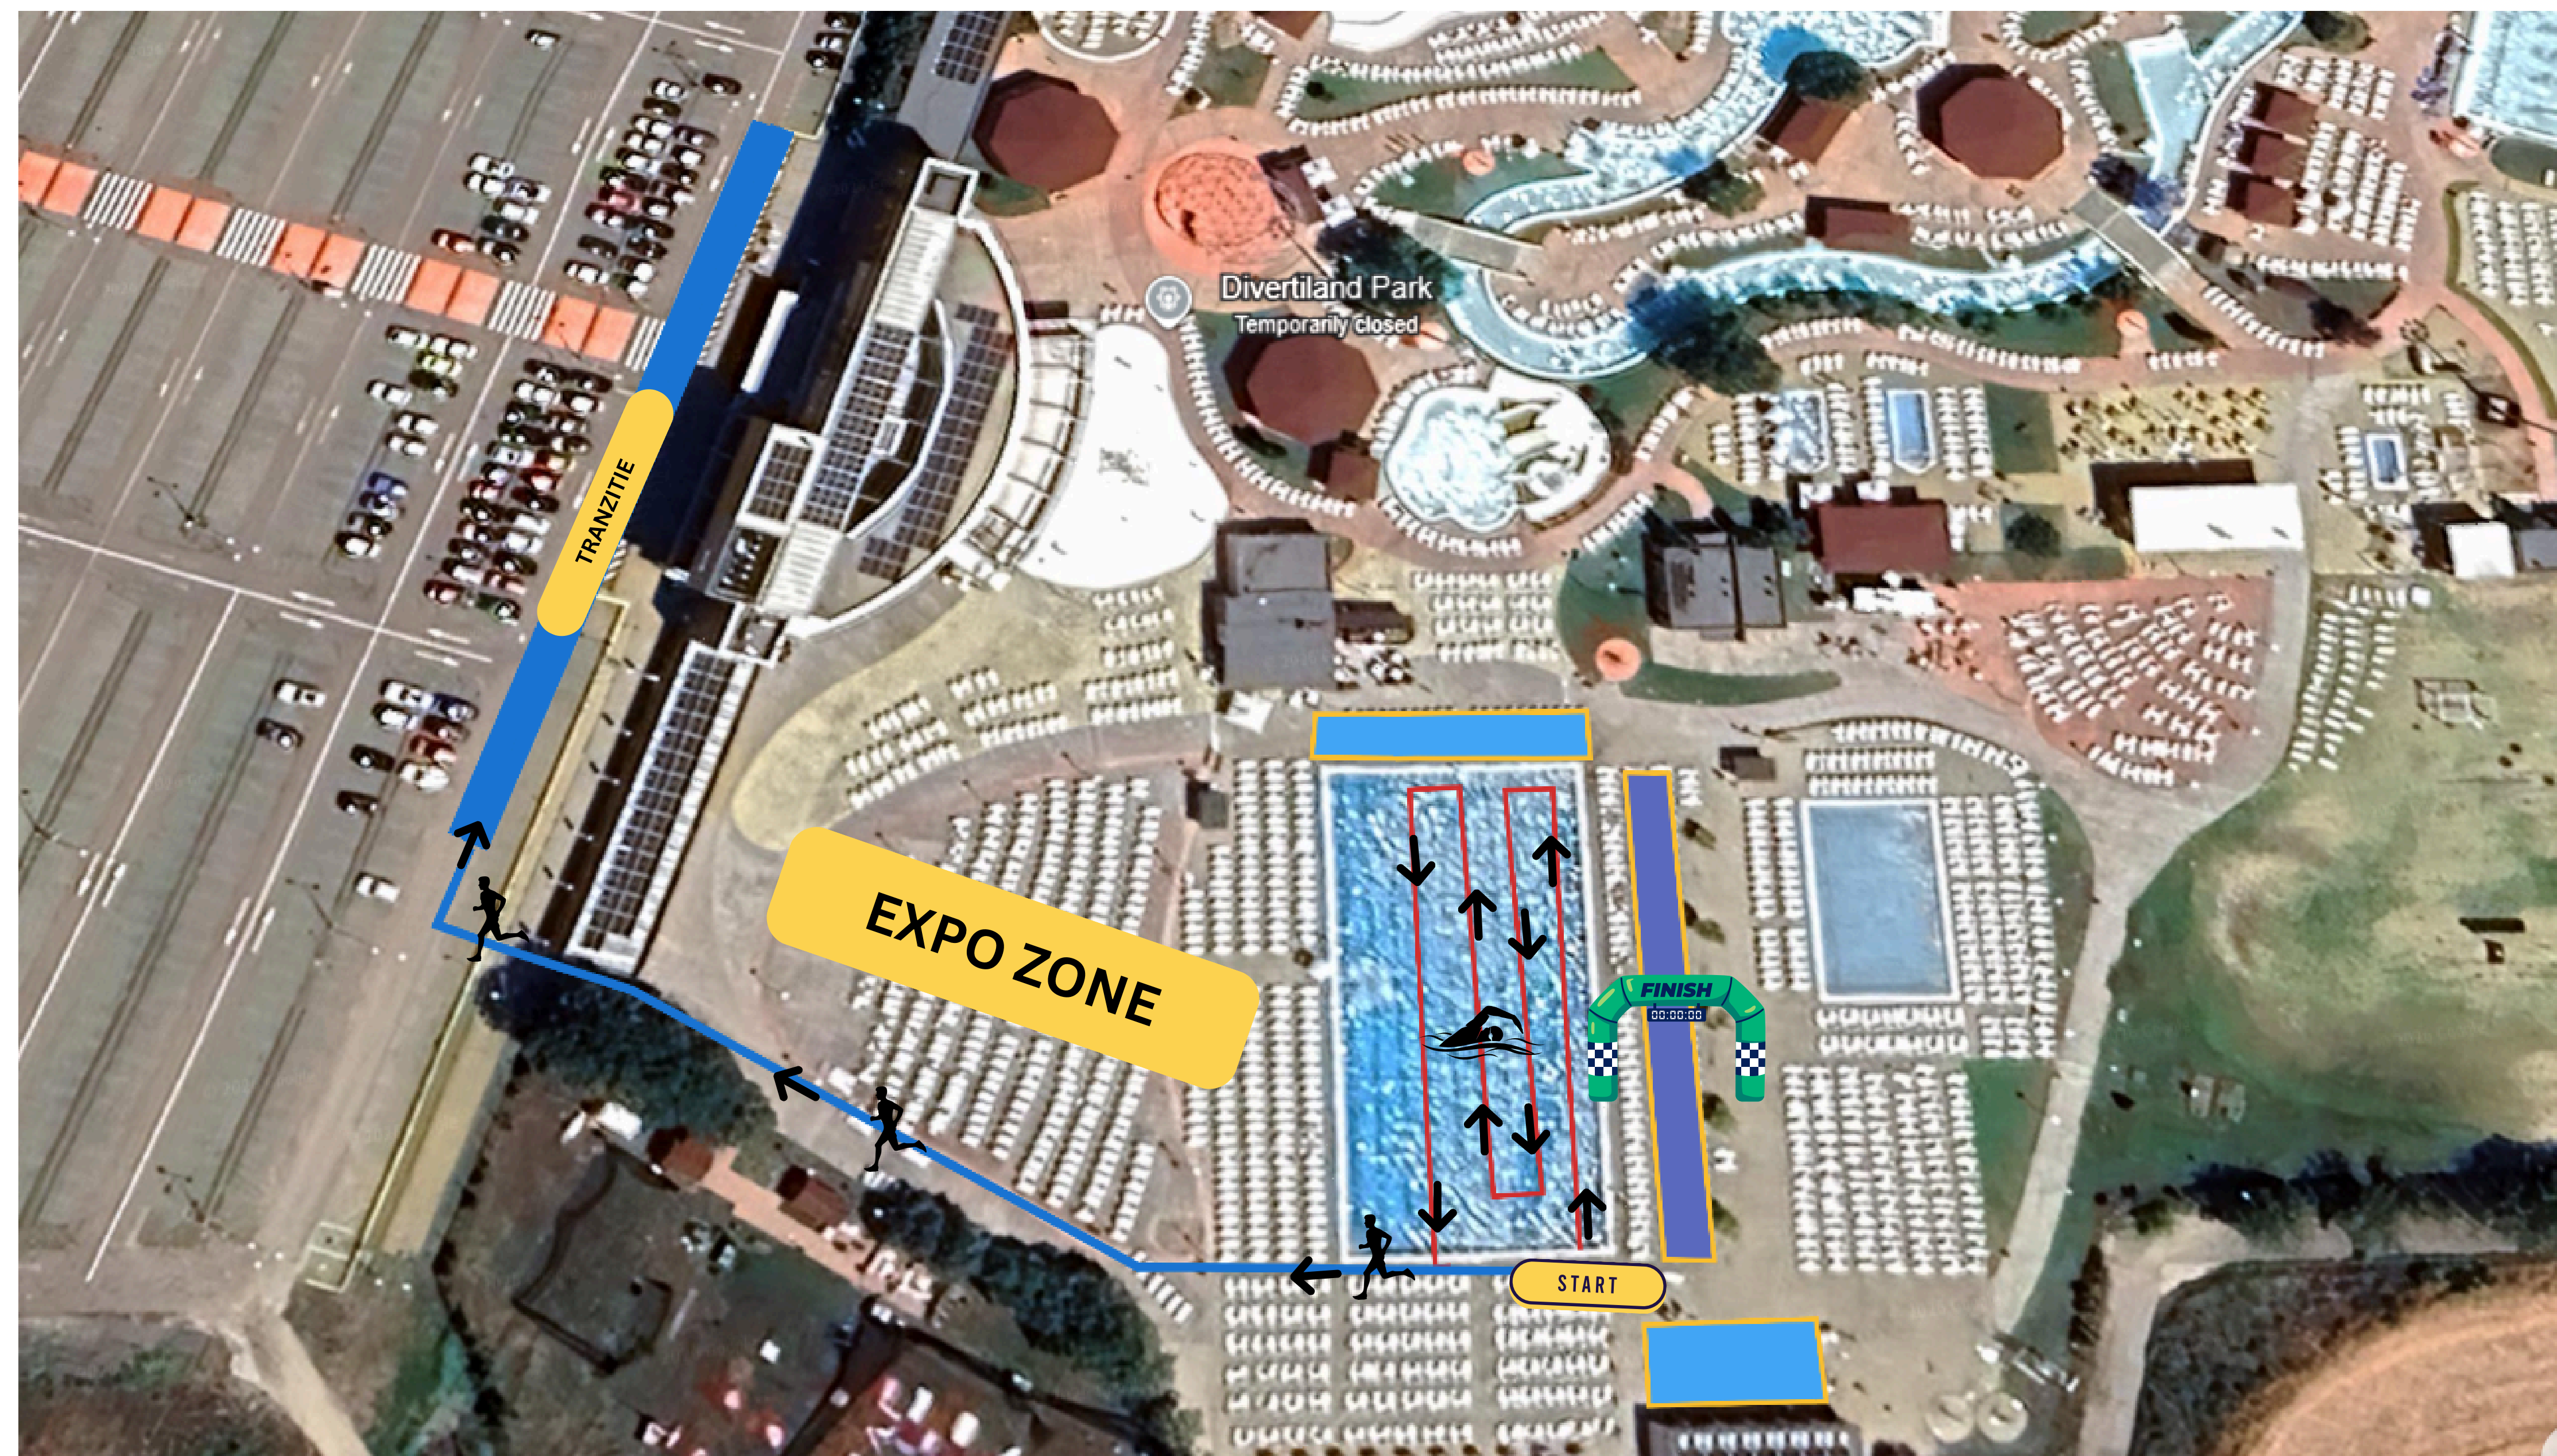 Divertiland Park
Temporarily closed
TRANZITIE
EXPO ZONE
FINISH
00:00:00
START